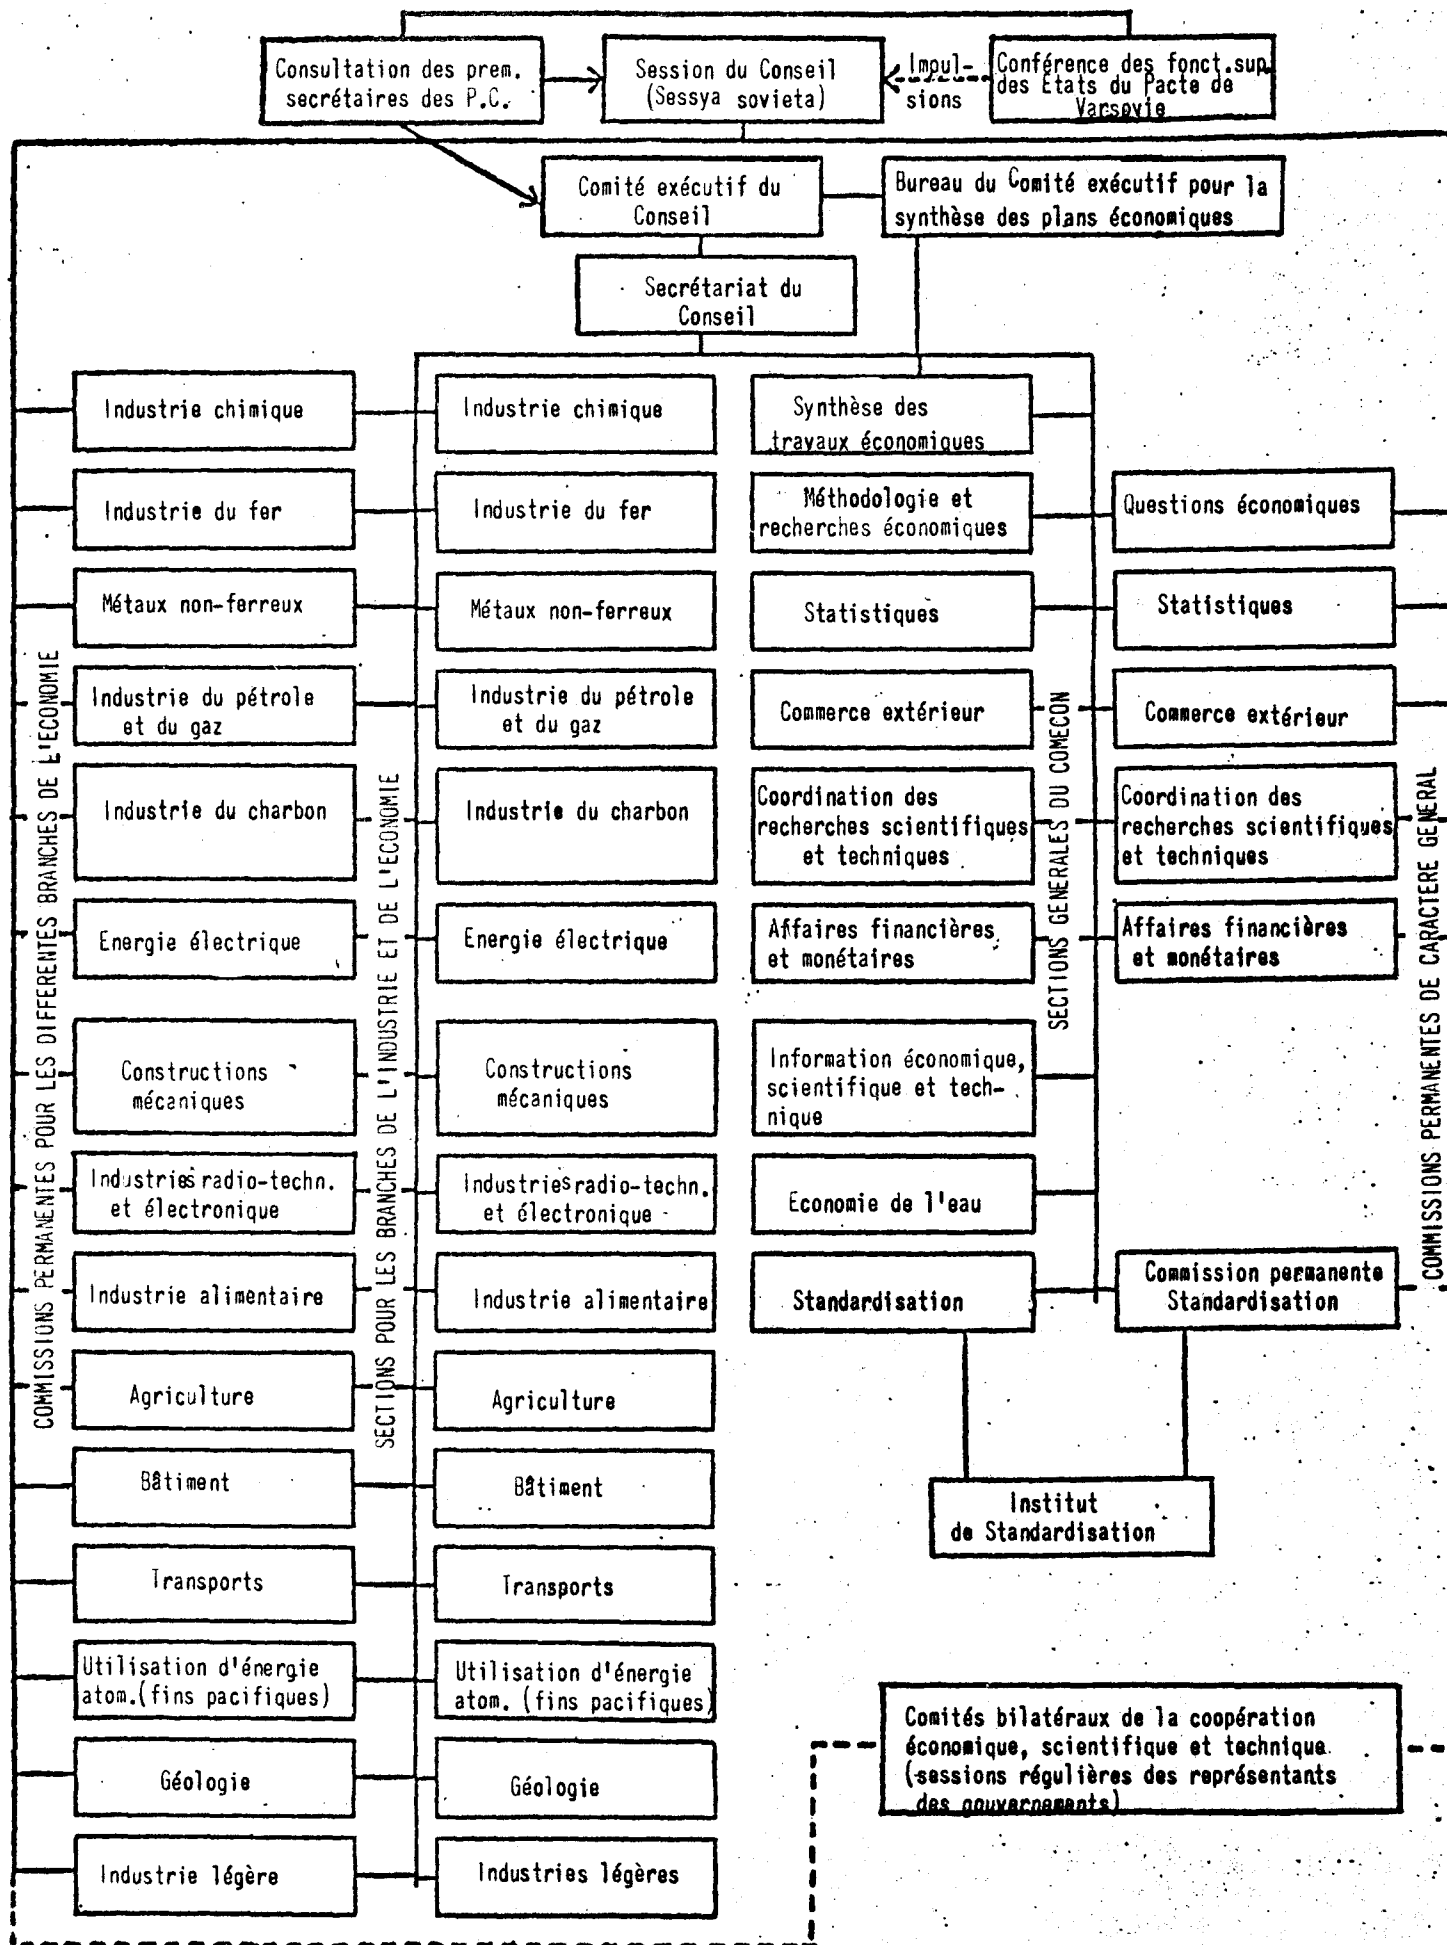 Consultation des prem.
secrétaires des P.C.
Session du Conseil
(Sessya sovieta)
Impul-
sions
Conférence des fonct.sup.
des Etats du Pacte de
Varsovie
Comité exécutif du
Conseil
Bureau du Comité exécutif pour la
synthèse des plans économiques
Secrétariat du
Conseil
COMMISSIONS PERMANENTES POUR LES DIFFERENTES BRANCHES DE L'ECONOMIE
Industrie chimique
Industrie du fer
Métaux non-ferreux
Industrie du pétrole
et du gaz
Industrie du charbon
Energie électrique
Constructions
mécaniques
Industries radio-techn.
et électronique
Industrie alimentaire
Agriculture
Bâtiment
Transports
Utilisation d'énergie
atom.(fins pacifiques)
Géologie
Industrie légère
SECTIONS POUR LES BRANCHES DE L'INDUSTRIE ET DE L'ECONOMIE
Industrie chimique
Industrie du fer
Métaux non-ferreux
Industrie du pétrole
et du gaz
Industrie du charbon
Energie électrique
Constructions
mécaniques
Industries radio-techn.
et électronique
Industrie alimentaire
Agriculture
Bâtiment
Transports
Utilisation d'énergie
atom. (fins pacifiques)
Géologie
Industries légères
Synthèse des
travaux économiques
Méthodologie et
recherches économiques
Statistiques
Commerce extérieur
Coordination des
recherches scientifiques
et techniques
Affaires financières
et monétaires
Information économique,
scientifique et tech-
nique
Economie de l'eau
Standardisation
SECTIONS GENERALES DU COMECON
Questions économiques
Statistiques
Commerce extérieur
Coordination des
recherches scientifiques
et techniques
Affaires financières
et monétaires
Commission permanente
Standardisation
COMMISSIONS PERMANENTES DE CARACTERE GENERAL
Institut
de Standardisation
Comités bilatéraux de la coopération
économique, scientifique et technique
(sessions régulières des représentants
des gouvernements)